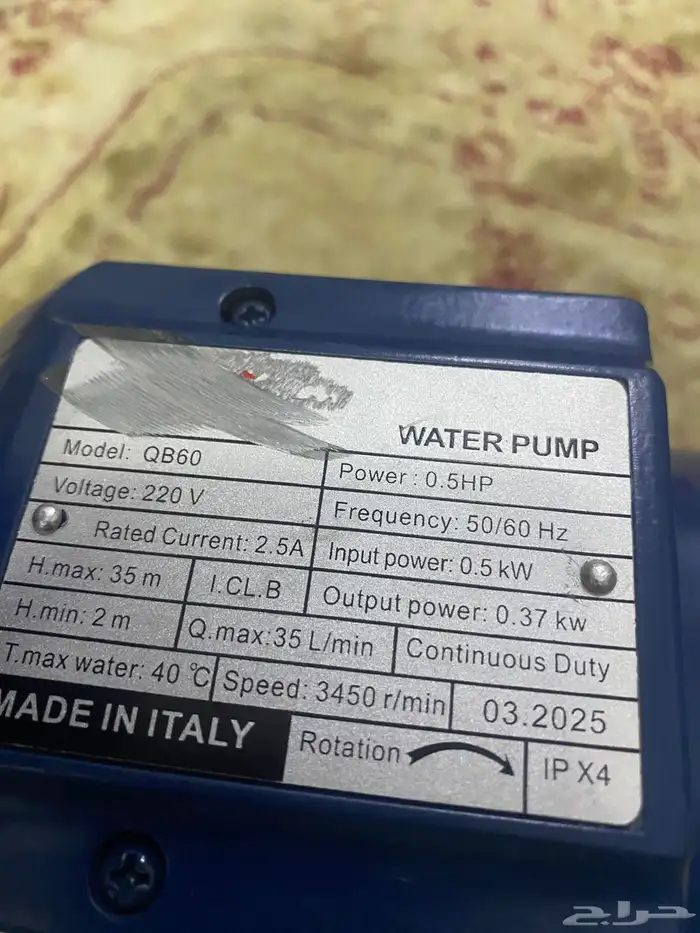 WATER PUMP
Model: QB60
Power : 0.5HP
Voltage: 220 V
Frequency: 50/60 Hz
Rated Current: 2.5A
Input power: 0.5 kW
H.max: 35 m
I.CL.B
Output power: 0.37 kw
H.min: 2 m
Q.max:35 L/min
Continuous Duty
T.max water: 40 ℃
Speed: 3450 r/min
03.2025
MADE IN ITALY
Rotation
IP X4
حراج